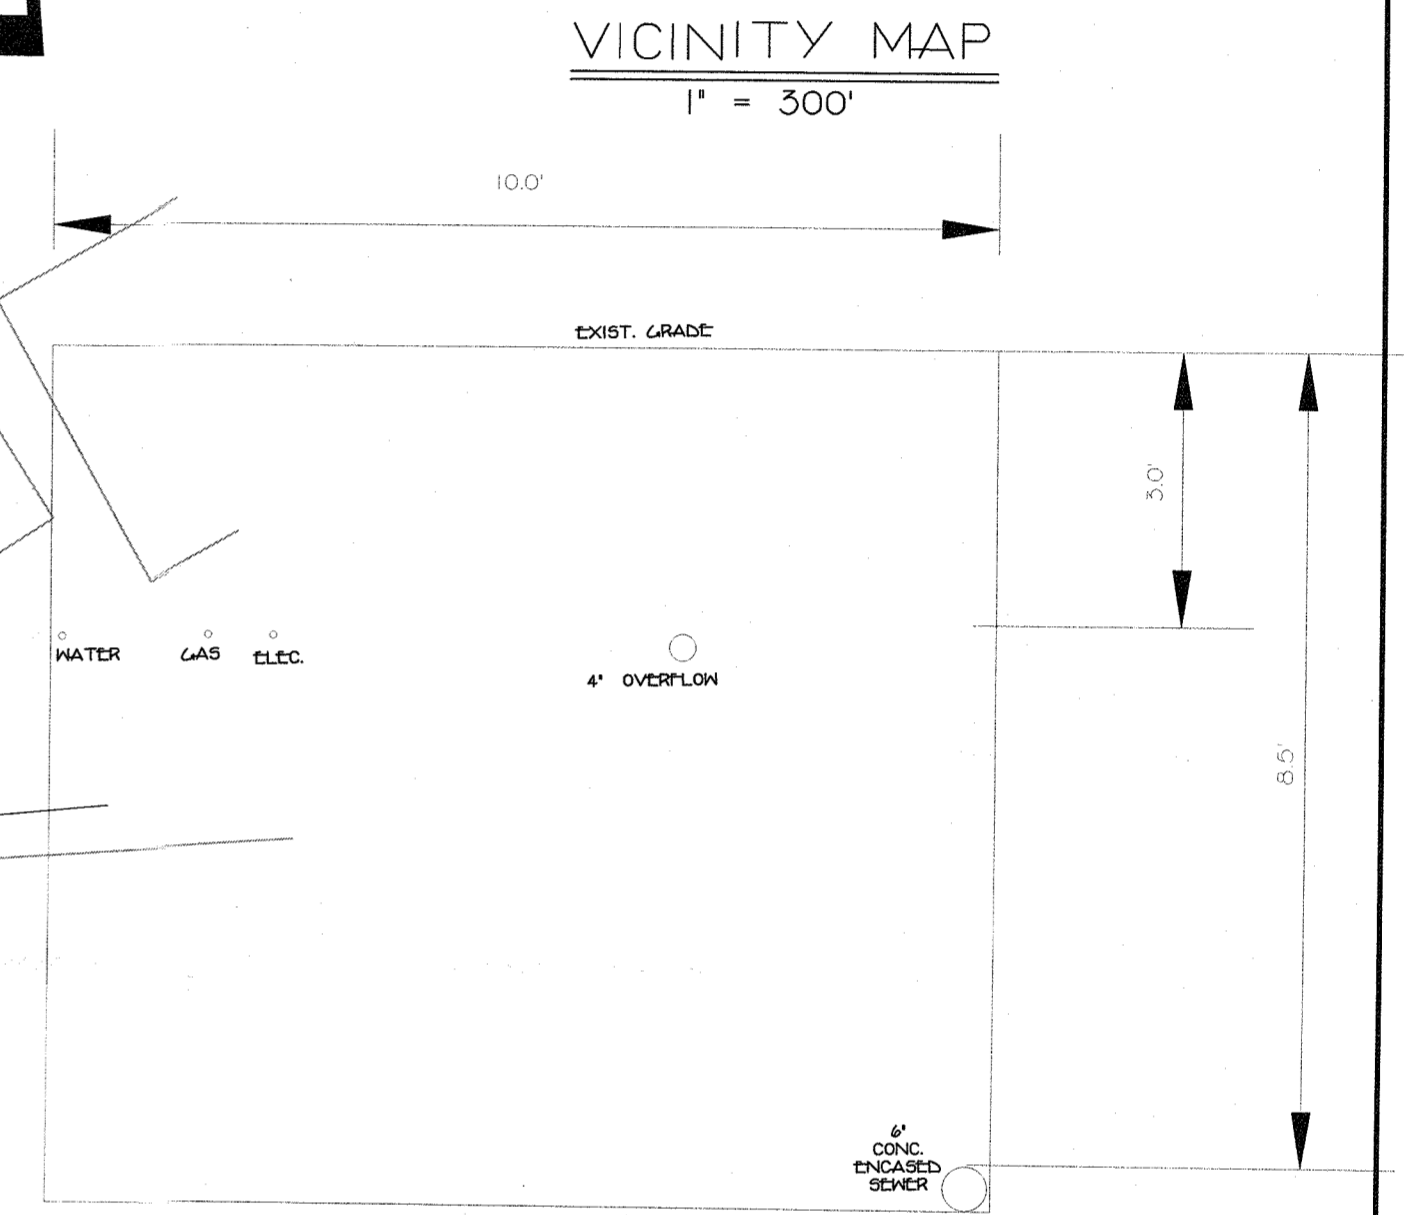 VICINITY MAP
1" = 300'
10.0'
EXIST. GRADE
3.0'
WATER
GAS
ELEC.
4" OVERFLOW
8.5'
6"
CONC.
ENCASED
SEWER